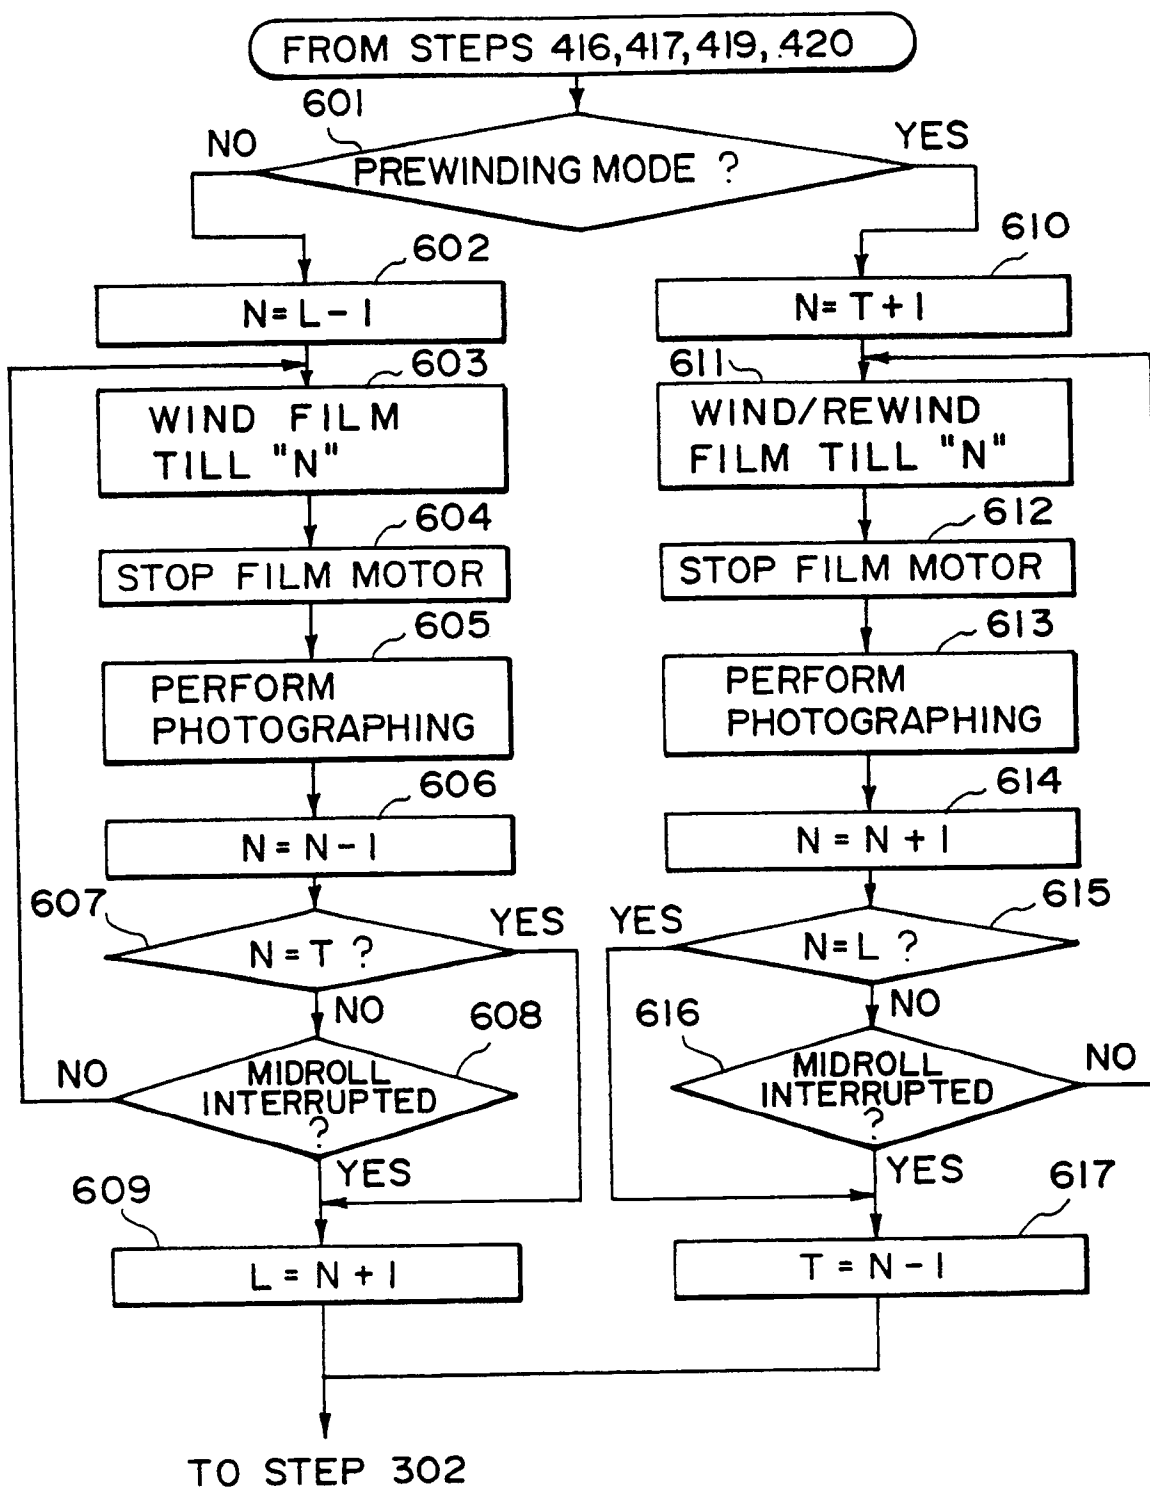 FROM STEPS 416,417,419, 420
601
NO
YES
PREWINDING MODE ?
602
N = L - 1
603
WIND FILM
TILL "N"
604
STOP FILM MOTOR
605
PERFORM
PHOTOGRAPHING
606
N = N - 1
607
N = T ?
YES
NO
608
MIDROLL
INTERRUPTED
?
NO
YES
609
L = N + 1
610
N = T + 1
611
WIND/REWIND
FILM TILL "N"
612
STOP FILM MOTOR
613
PERFORM
PHOTOGRAPHING
614
N = N + 1
615
YES
N = L ?
NO
616
MIDROLL
INTERRUPTED
?
NO
YES
617
T = N - 1
TO STEP 302